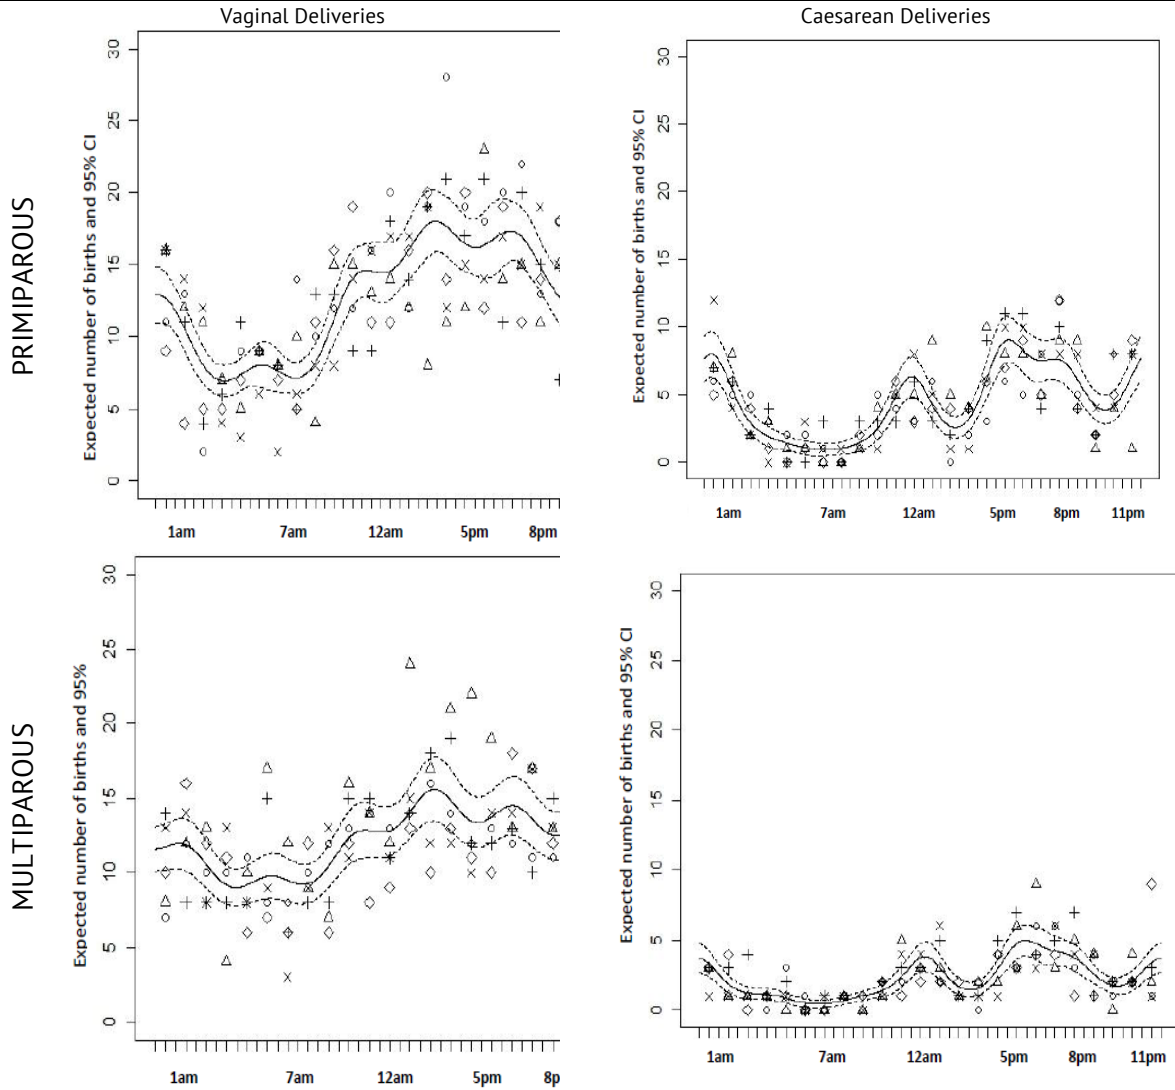 Vaginal Deliveries
Caesarean Deliveries
PRIMIPAROUS
Expected number of births and 95% CI
30
25
20
15
10
5
0
1am 7am 12am 5pm 8pm
Expected number of births and 95% CI
30
25
20
15
10
5
0
1am 7am 12am 5pm 8pm 11pm
MULTIPAROUS
Expected number of births and 95%
30
25
20
15
10
5
0
1am 7am 12am 5pm 8p
Expected number of births and 95% CI
30
25
20
15
10
5
0
1am 7am 12am 5pm 8pm 11pm